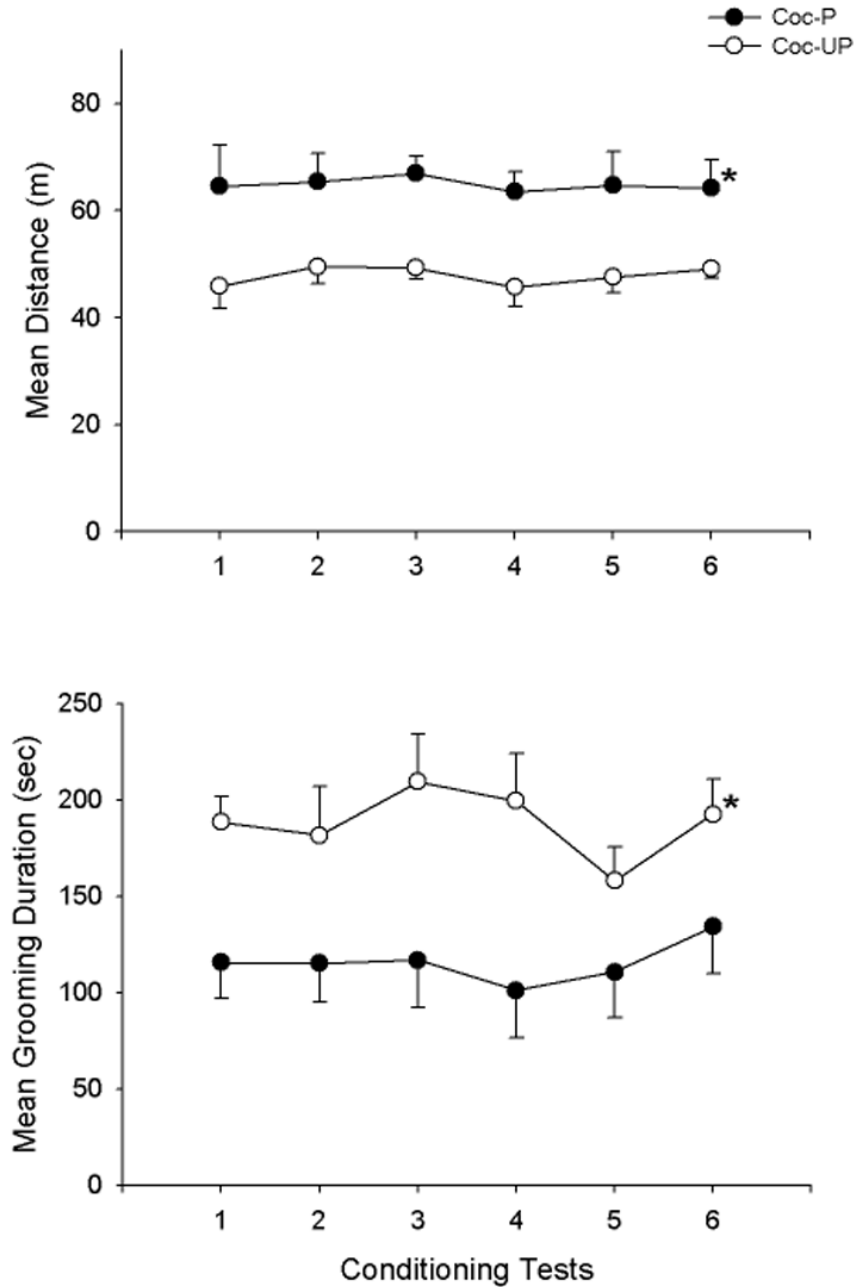 Coc-P
Coc-UP
Mean Distance (m)
80
60
40
20
0
1 2 3 4 5 6
*
Mean Grooming Duration (sec)
250
200
150
100
50
0
*
1 2 3 4 5 6
Conditioning Tests